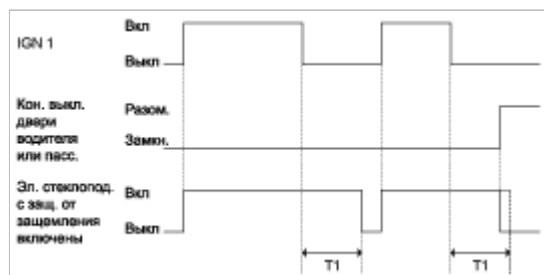 IGN 1
Вкл
Выкл
Кон. выкл.
двери
водителя
или пасс.
Разом.
Замкн.
Эл. стеклопод.
с защ. от
защемления
включены
Вкл
Выкл
T1
T1